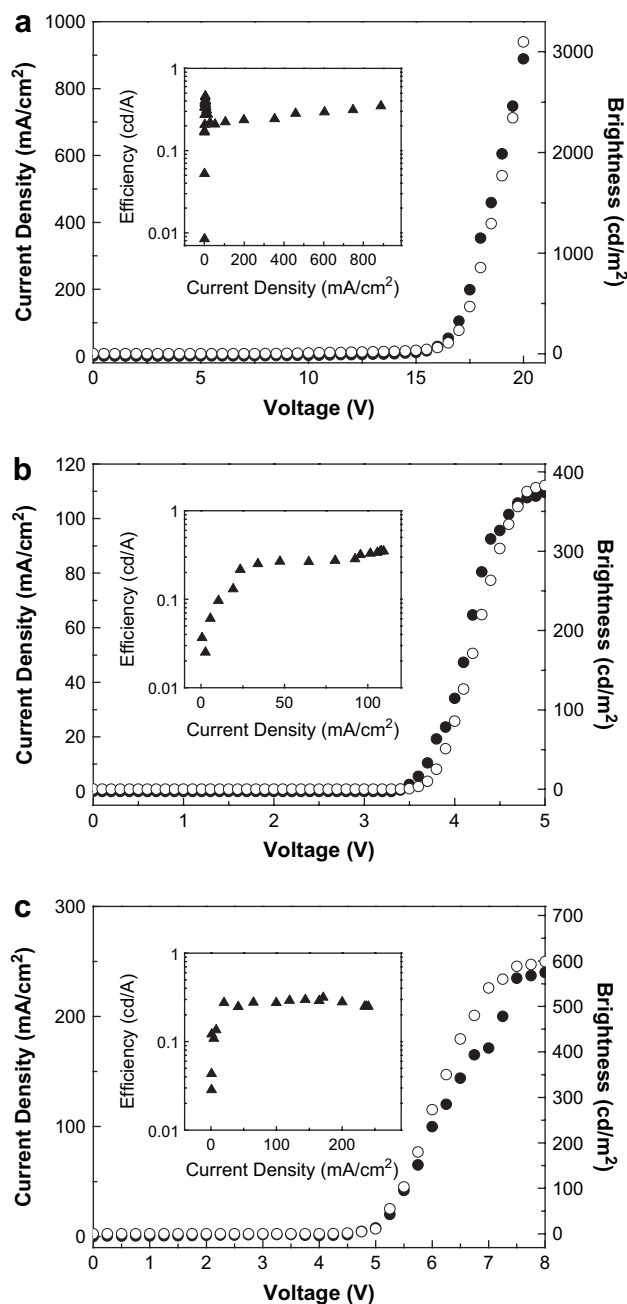 a
1000
800
600
400
200
0
Current Density (mA/cm²)
3000
2000
1000
0
Brightness (cd/m²)
0 5 10 15 20
Voltage (V)
1
0.1
0.01
Efficiency (cd/A)
0 200 400 600 800
Current Density (mA/cm²)
b
120
100
80
60
40
20
0
Current Density (mA/cm²)
400
300
200
100
0
Brightness (cd/m²)
0 1 2 3 4 5
Voltage (V)
1
0.1
0.01
Efficiency (cd/A)
0 50 100
Current Density (mA/cm²)
c
300
200
100
0
Current Density (mA/cm²)
700
600
500
400
300
200
100
0
Brightness (cd/m²)
0 1 2 3 4 5 6 7 8
Voltage (V)
1
0.1
0.01
Efficiency (cd/A)
0 100 200
Current Density (mA/cm²)